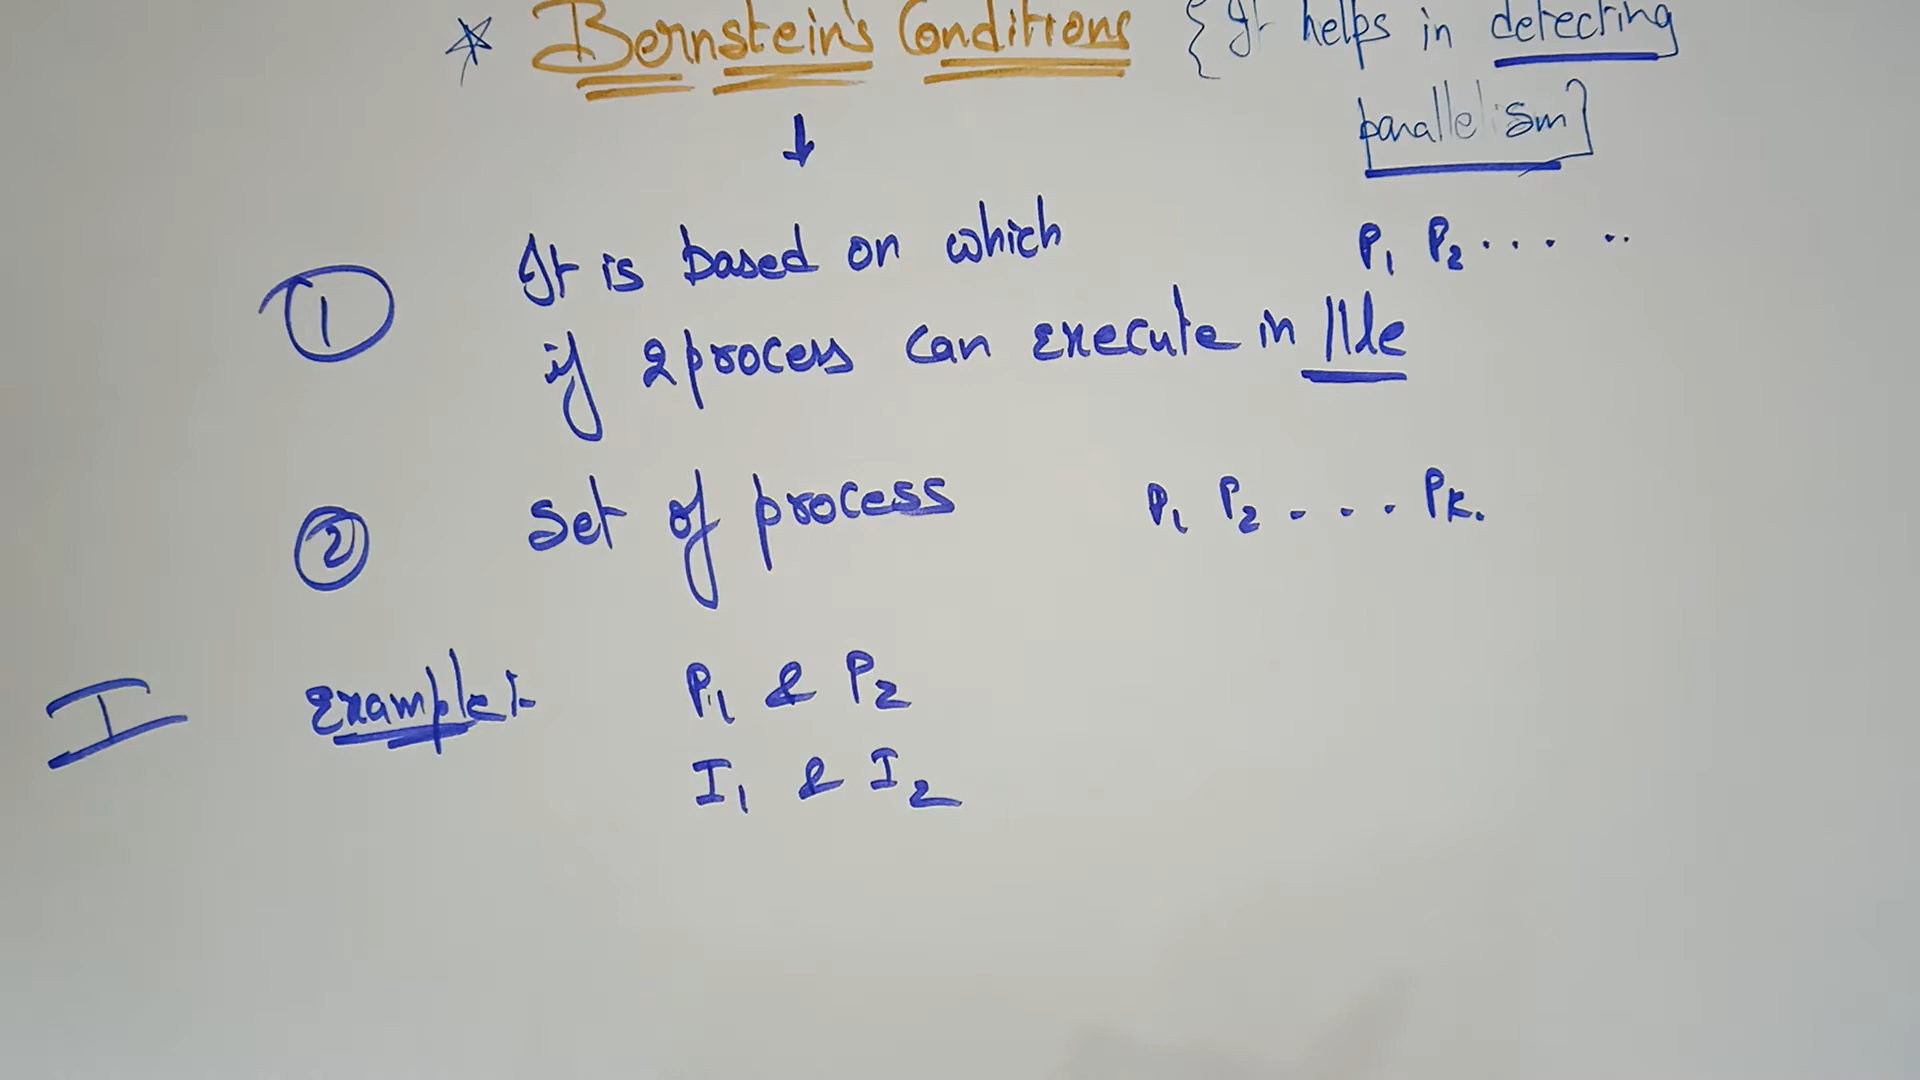 * Bernstein's Conditions {It helps in detecting
parallelism}
↓
① It is based on which
P1 P2 . . . . ..
if 2 process can execute in ||le
② Set of process P1 P2 . . . . Pk.
I Example:- P1 & P2
I1 & I2